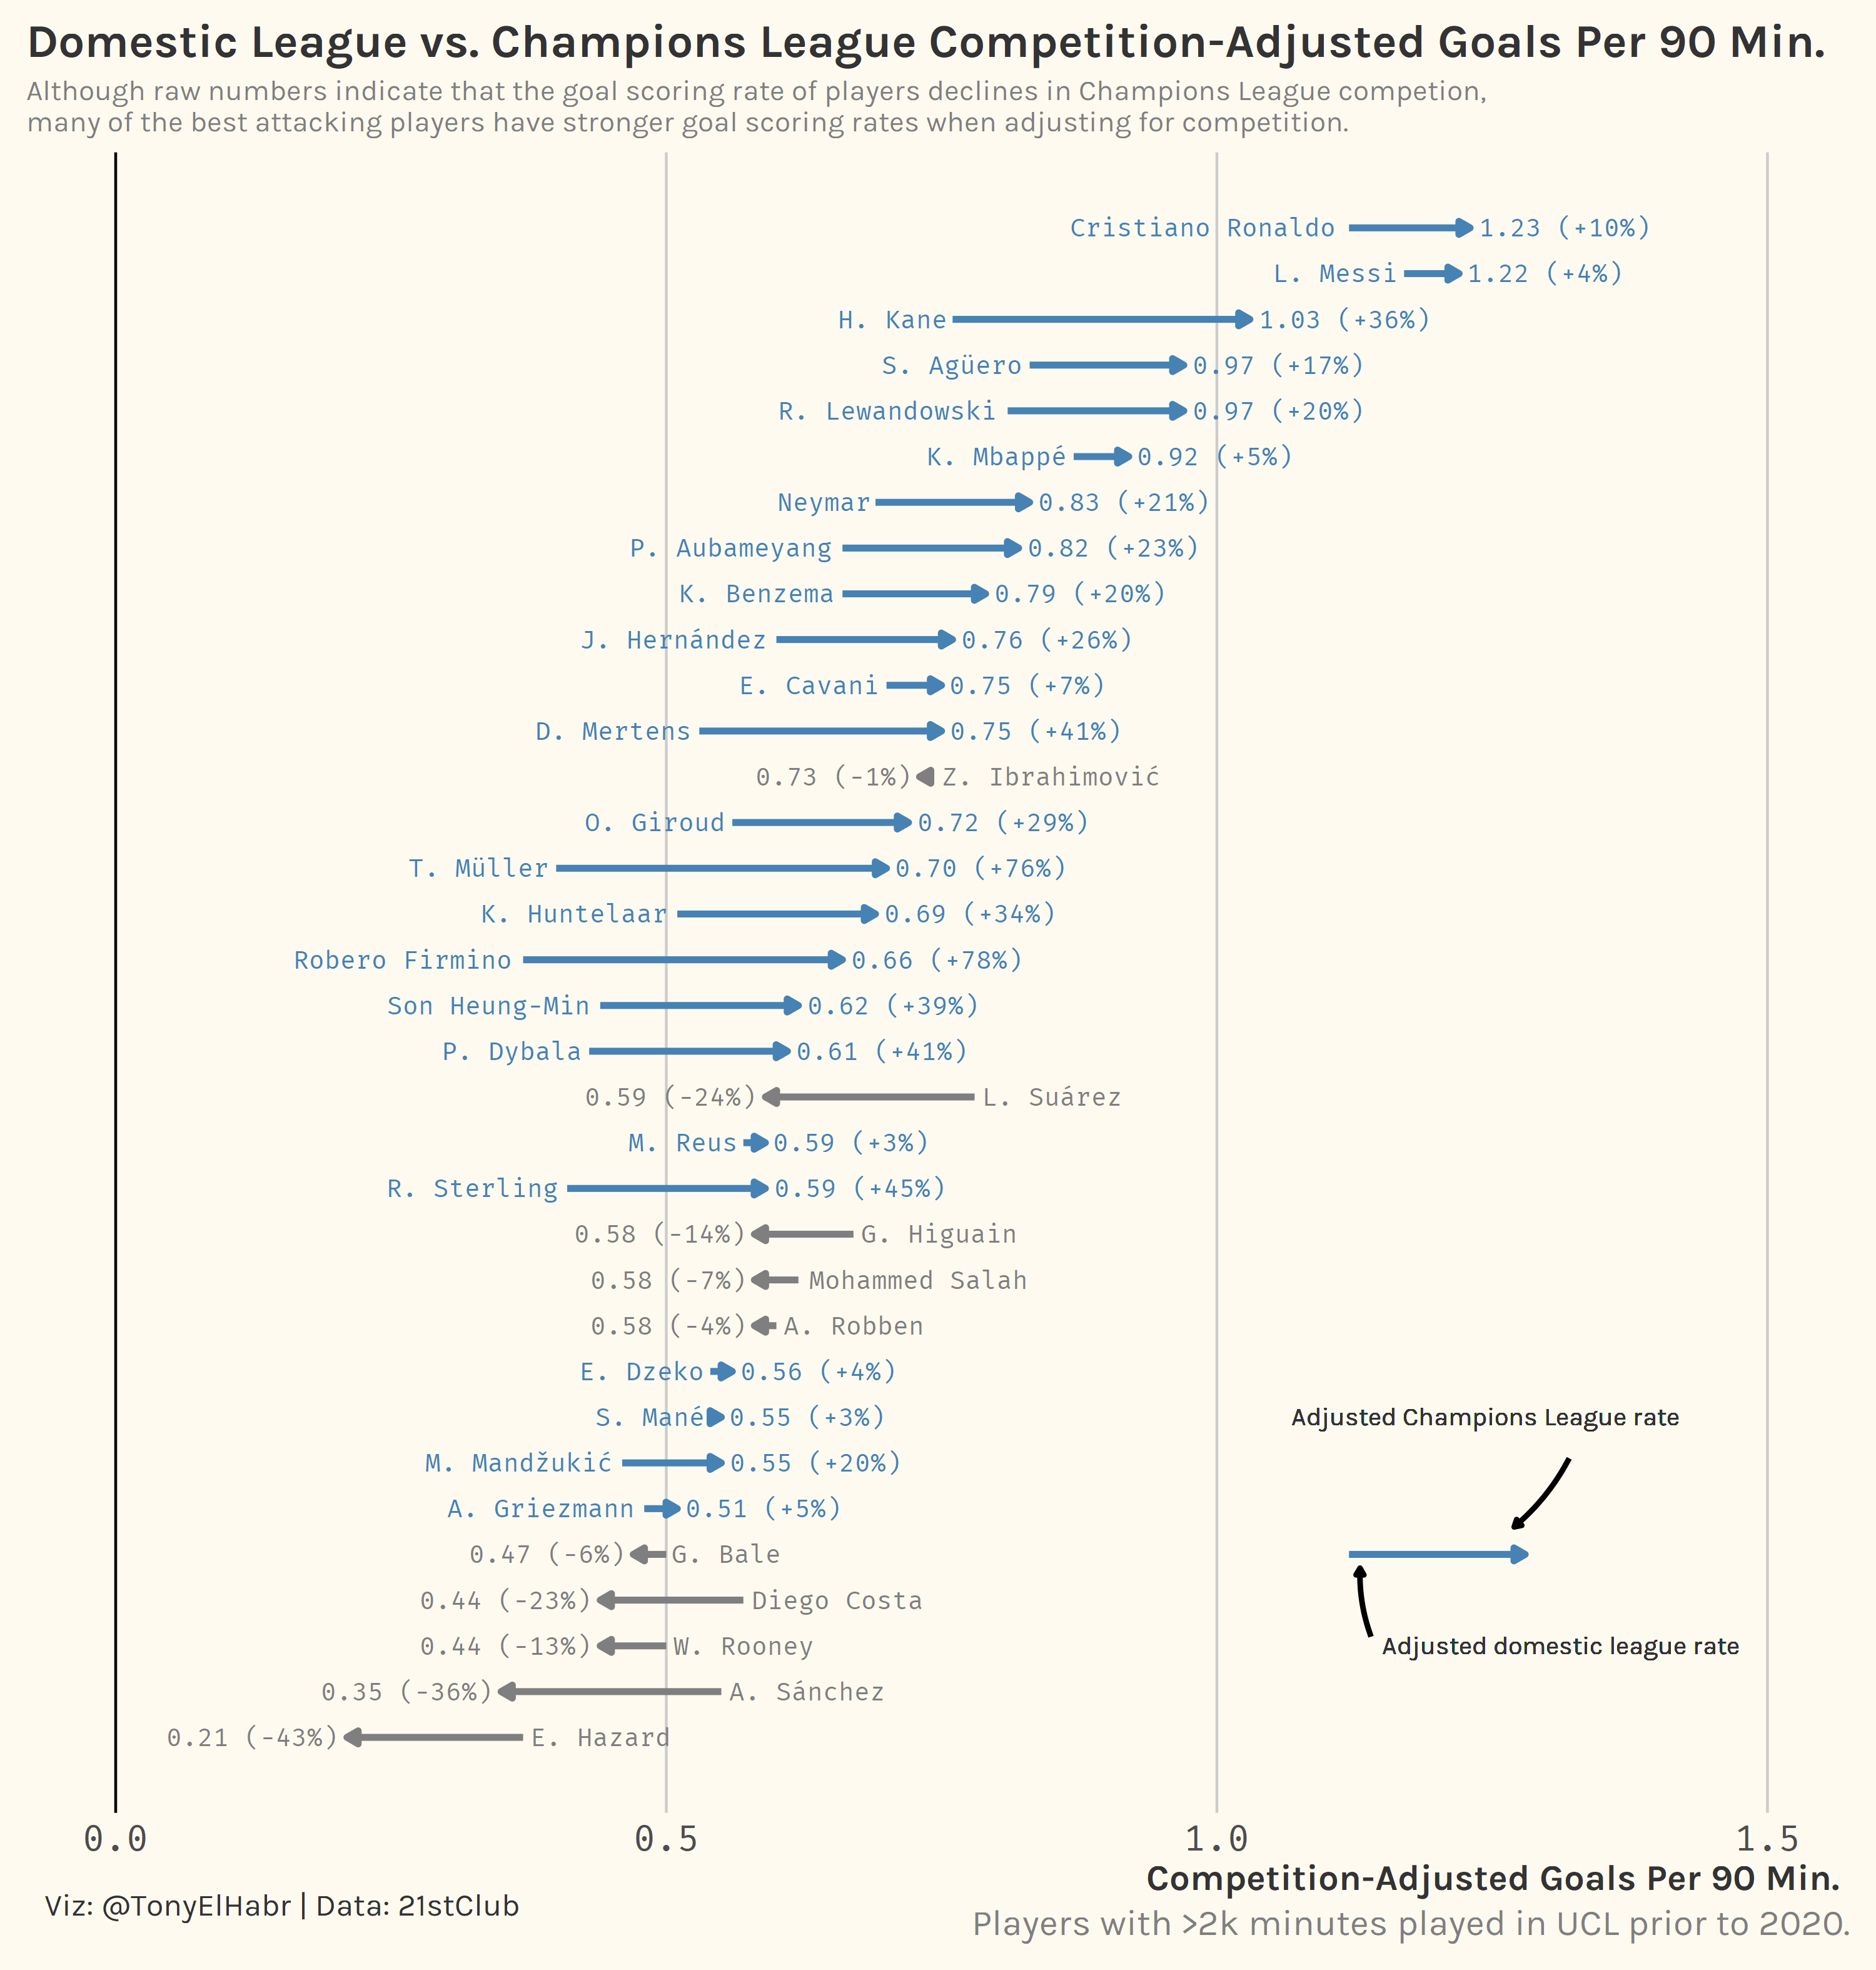 Domestic League vs. Champions League Competition-Adjusted Goals Per 90 Min.
Although raw numbers indicate that the goal scoring rate of players declines in Champions League competion,
many of the best attacking players have stronger goal scoring rates when adjusting for competition.
Cristiano Ronaldo 1.23 (+10%)
L. Messi 1.22 (+4%)
H. Kane 1.03 (+36%)
S. Agüero 0.97 (+17%)
R. Lewandowski 0.97 (+20%)
K. Mbappé 0.92 (+5%)
Neymar 0.83 (+21%)
P. Aubameyang 0.82 (+23%)
K. Benzema 0.79 (+20%)
J. Hernández 0.76 (+26%)
E. Cavani 0.75 (+7%)
D. Mertens 0.75 (+41%)
0.73 (-1%) Z. Ibrahimović
O. Giroud 0.72 (+29%)
T. Müller 0.70 (+76%)
K. Huntelaar 0.69 (+34%)
Robero Firmino 0.66 (+78%)
Son Heung-Min 0.62 (+39%)
P. Dybala 0.61 (+41%)
0.59 (-24%) L. Suárez
M. Reus 0.59 (+3%)
R. Sterling 0.59 (+45%)
0.58 (-14%) G. Higuain
0.58 (-7%) Mohammed Salah
0.58 (-4%) A. Robben
E. Dzeko 0.56 (+4%)
S. Mané 0.55 (+3%)
Adjusted Champions League rate
M. Mandžukić 0.55 (+20%)
A. Griezmann 0.51 (+5%)
0.47 (-6%) G. Bale
0.44 (-23%) Diego Costa
0.44 (-13%) W. Rooney
Adjusted domestic league rate
0.35 (-36%) A. Sánchez
0.21 (-43%) E. Hazard
0.0 0.5 1.0 1.5
Competition-Adjusted Goals Per 90 Min.
Viz: @TonyElHabr | Data: 21stClub
Players with >2k minutes played in UCL prior to 2020.